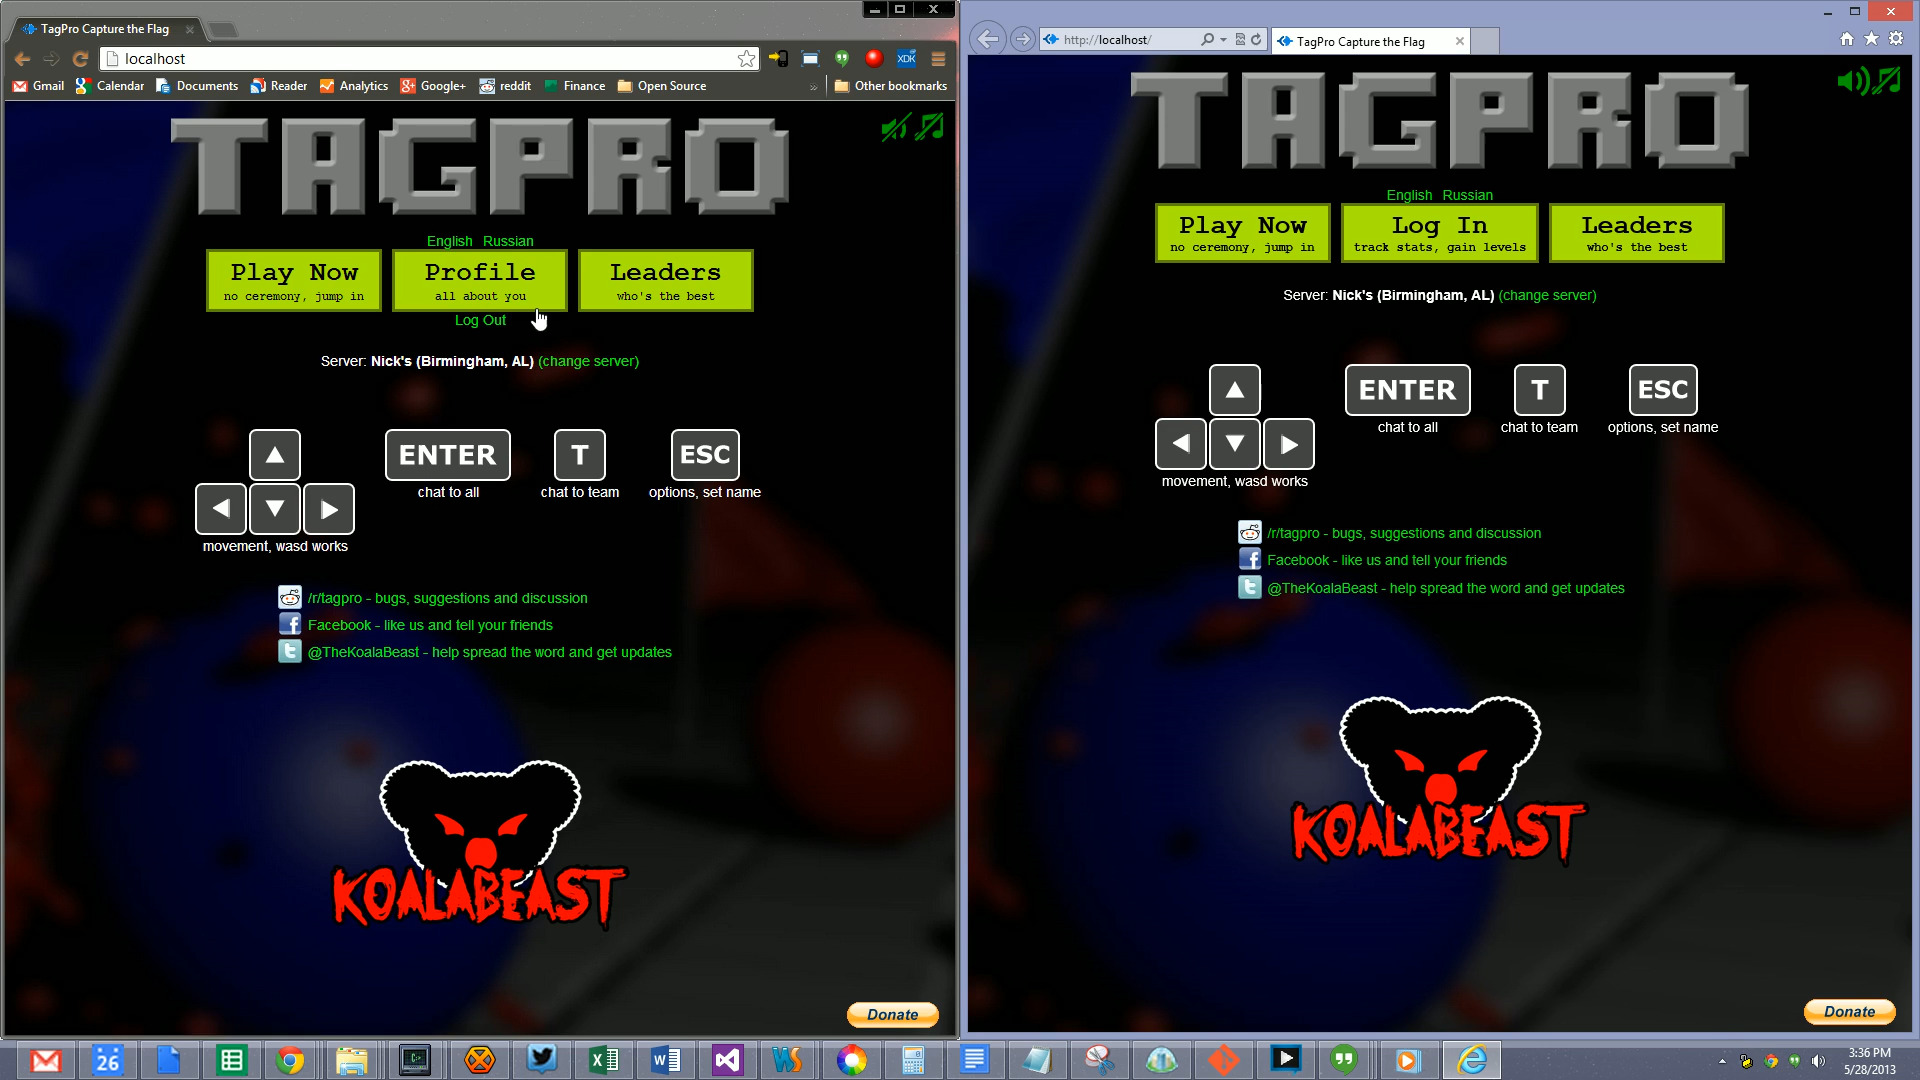 TagPro Capture the Flag
localhost
Gmail Calendar Documents Reader Analytics Google+ reddit Finance Open Source » Other bookmarks
TAGPRO
English Russian
Play Now
no ceremony, jump in
Profile
all about you
Leaders
who's the best
Log Out
Server: Nick's (Birmingham, AL) (change server)
ENTER
chat to all
T
chat to team
ESC
options, set name
movement, wasd works
/r/tagpro - bugs, suggestions and discussion
Facebook - like us and tell your friends
@TheKoalaBeast - help spread the word and get updates
KOALABEAST
Donate
http://localhost/
TagPro Capture the Flag
TAGPRO
English Russian
Play Now
no ceremony, jump in
Log In
track stats, gain levels
Leaders
who's the best
Server: Nick's (Birmingham, AL) (change server)
ENTER
chat to all
T
chat to team
ESC
options, set name
movement, wasd works
/r/tagpro - bugs, suggestions and discussion
Facebook - like us and tell your friends
@TheKoalaBeast - help spread the word and get updates
KOALABEAST
Donate
XDK
26
3:36 PM
5/28/2013